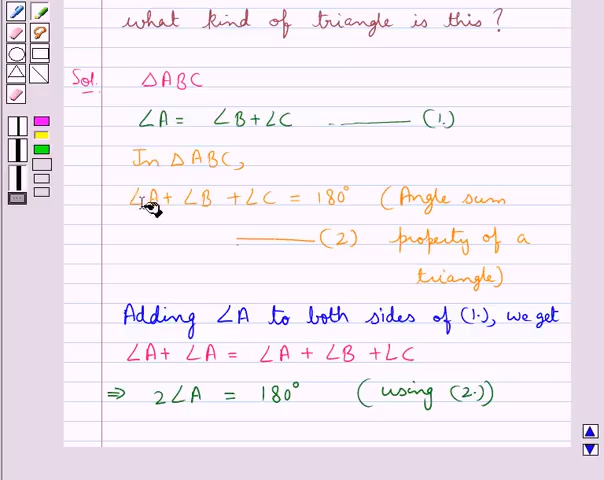 what kind of triangle is this?
Sol. △ABC
∠A = ∠B + ∠C ——— (1.)
In △ABC,
∠A + ∠B + ∠C = 180° (Angle sum
——— (2) property of a
triangle)
Adding ∠A to both sides of (1.), we get
∠A + ∠A = ∠A + ∠B + ∠C
⇒ 2∠A = 180° (using (2.))